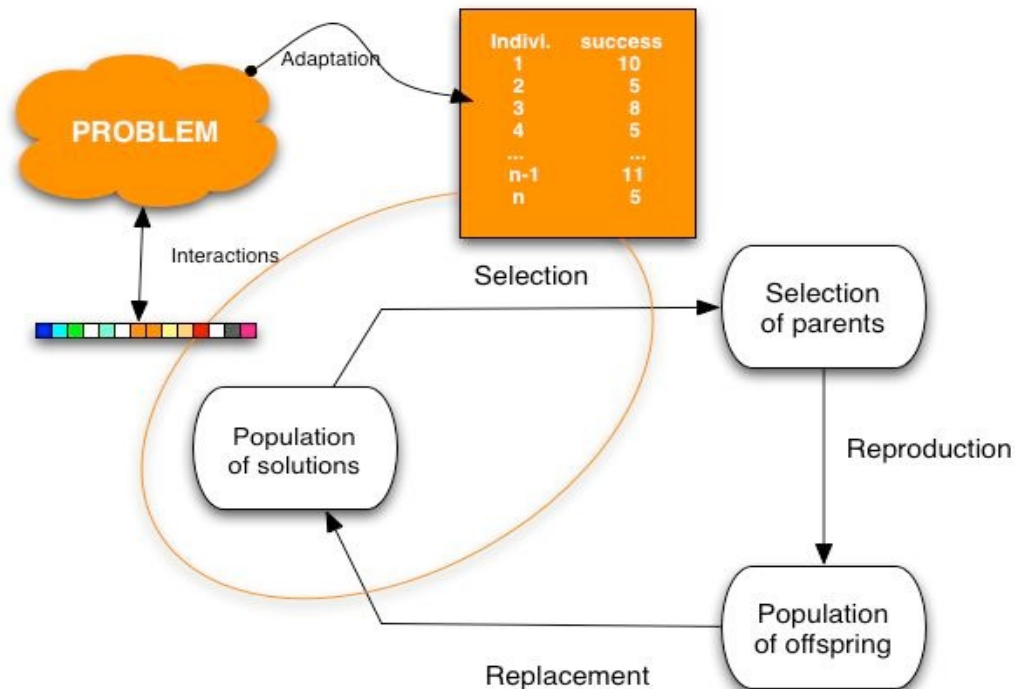 Adaptation
Indivi. success
1 10
2 5
3 8
4 5
... ...
n-1 11
n 5
PROBLEM
Interactions
Selection
Selection
of parents
Population
of solutions
Reproduction
Population
of offspring
Replacement